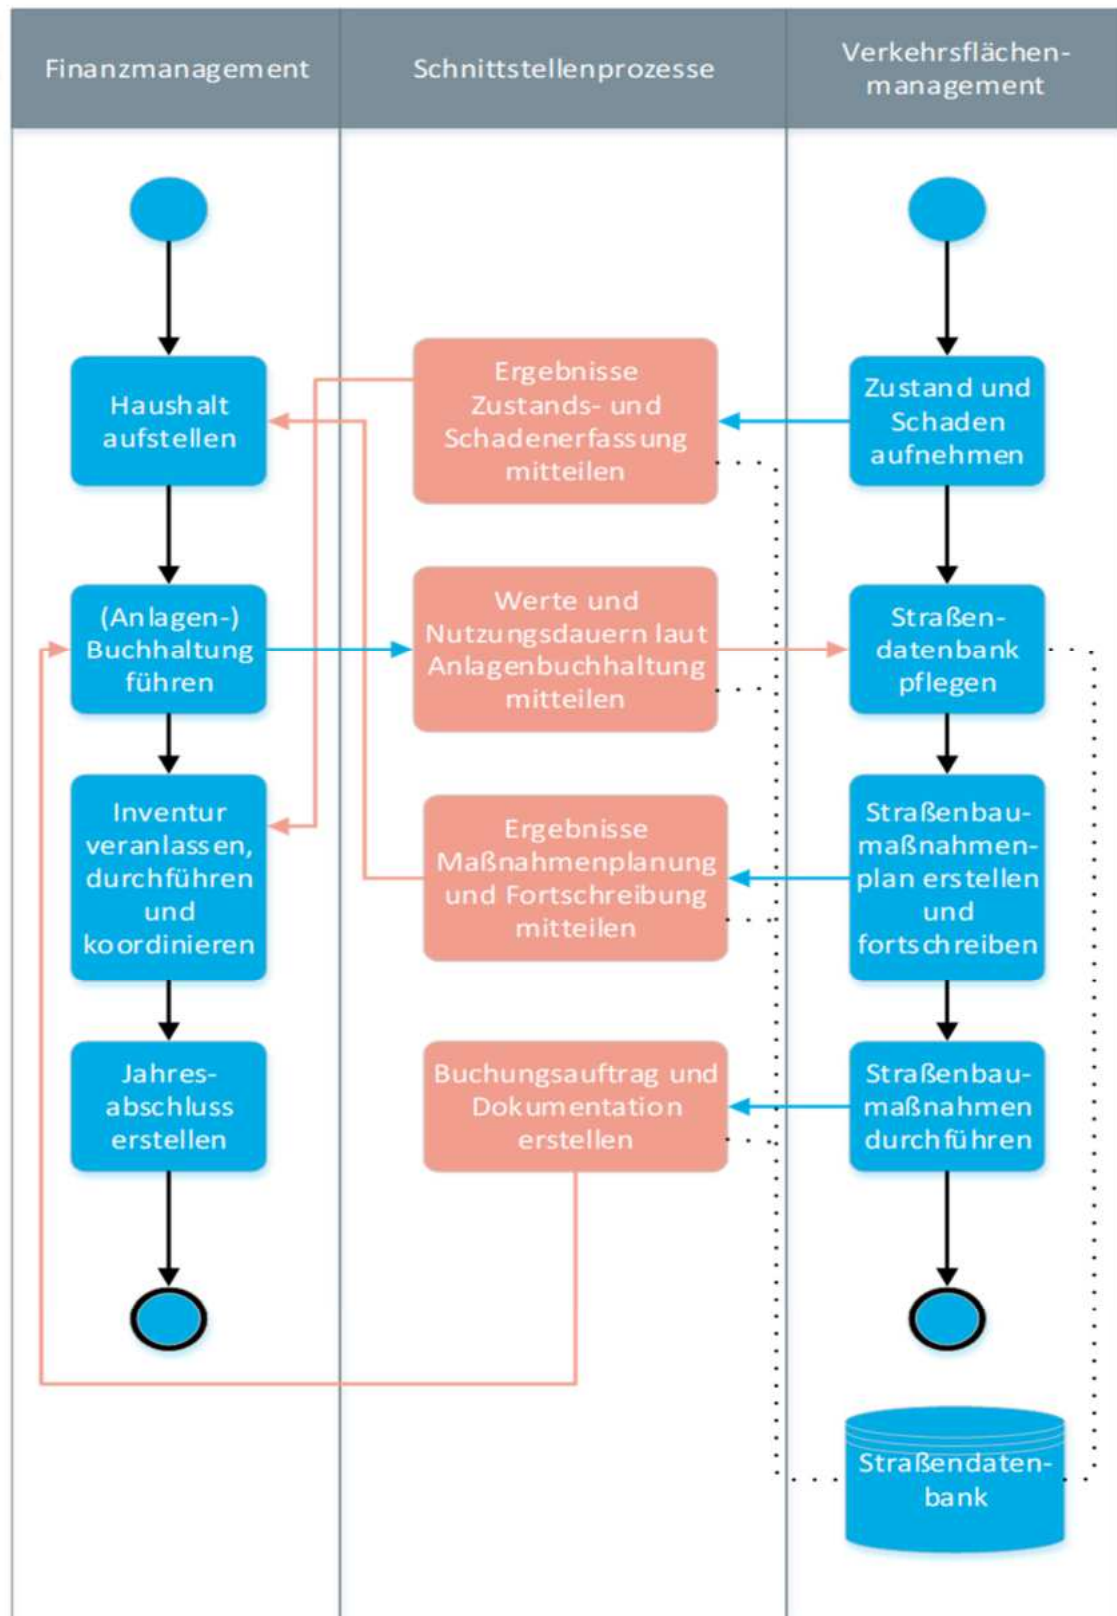 Finanzmanagement
Schnittstellenprozesse
Verkehrsflächen-
management
Haushalt
aufstellen
Ergebnisse
Zustands- und
Schadenerfassung
mitteilen
Zustand und
Schaden
aufnehmen
(Anlagen-)
Buchhaltung
führen
Werte und
Nutzungsdauern laut
Anlagenbuchhaltung
mitteilen
Straßen-
datenbank
pflegen
Inventur
veranlassen,
durchführen
und
koordinieren
Ergebnisse
Maßnahmenplanung
und Fortschreibung
mitteilen
Straßenbau-
maßnahmen-
plan erstellen
und
fortschreiben
Jahres-
abschluss
erstellen
Buchungsauftrag und
Dokumentation
erstellen
Straßenbau-
maßnahmen
durchführen
Straßendaten-
bank